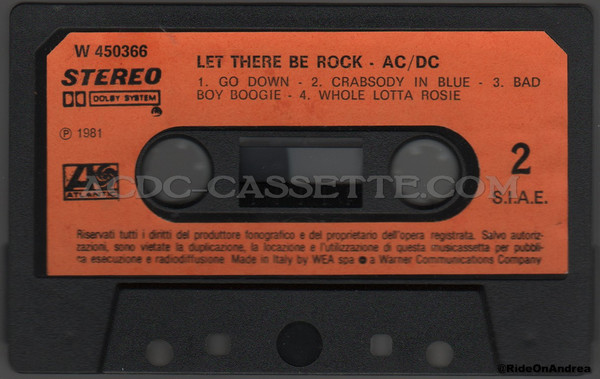 W 450366
LET THERE BE ROCK - AC/DC
STEREO
1. GO DOWN - 2. CRABSODY IN BLUE - 3. BAD
BOY BOOGIE - 4. WHOLE LOTTA ROSIE
DOLBY SYSTEM
Ⓟ 1981
2
ACDC-CASSETTE.COM
ATLANTIC
S.I.A.E.
Riservati tutti i diritti del produttore fonografico e del proprietario dell'opera registrata. Salvo autoriz-
zazioni, sono vietate la duplicazione, la locazione e l'utilizzazione di questa musicassetta per pubbli-
ca esecuzione e radiodiffusione. Made in Italy by WEA spa ● a Warner Communications Company
@RideOnAndrea